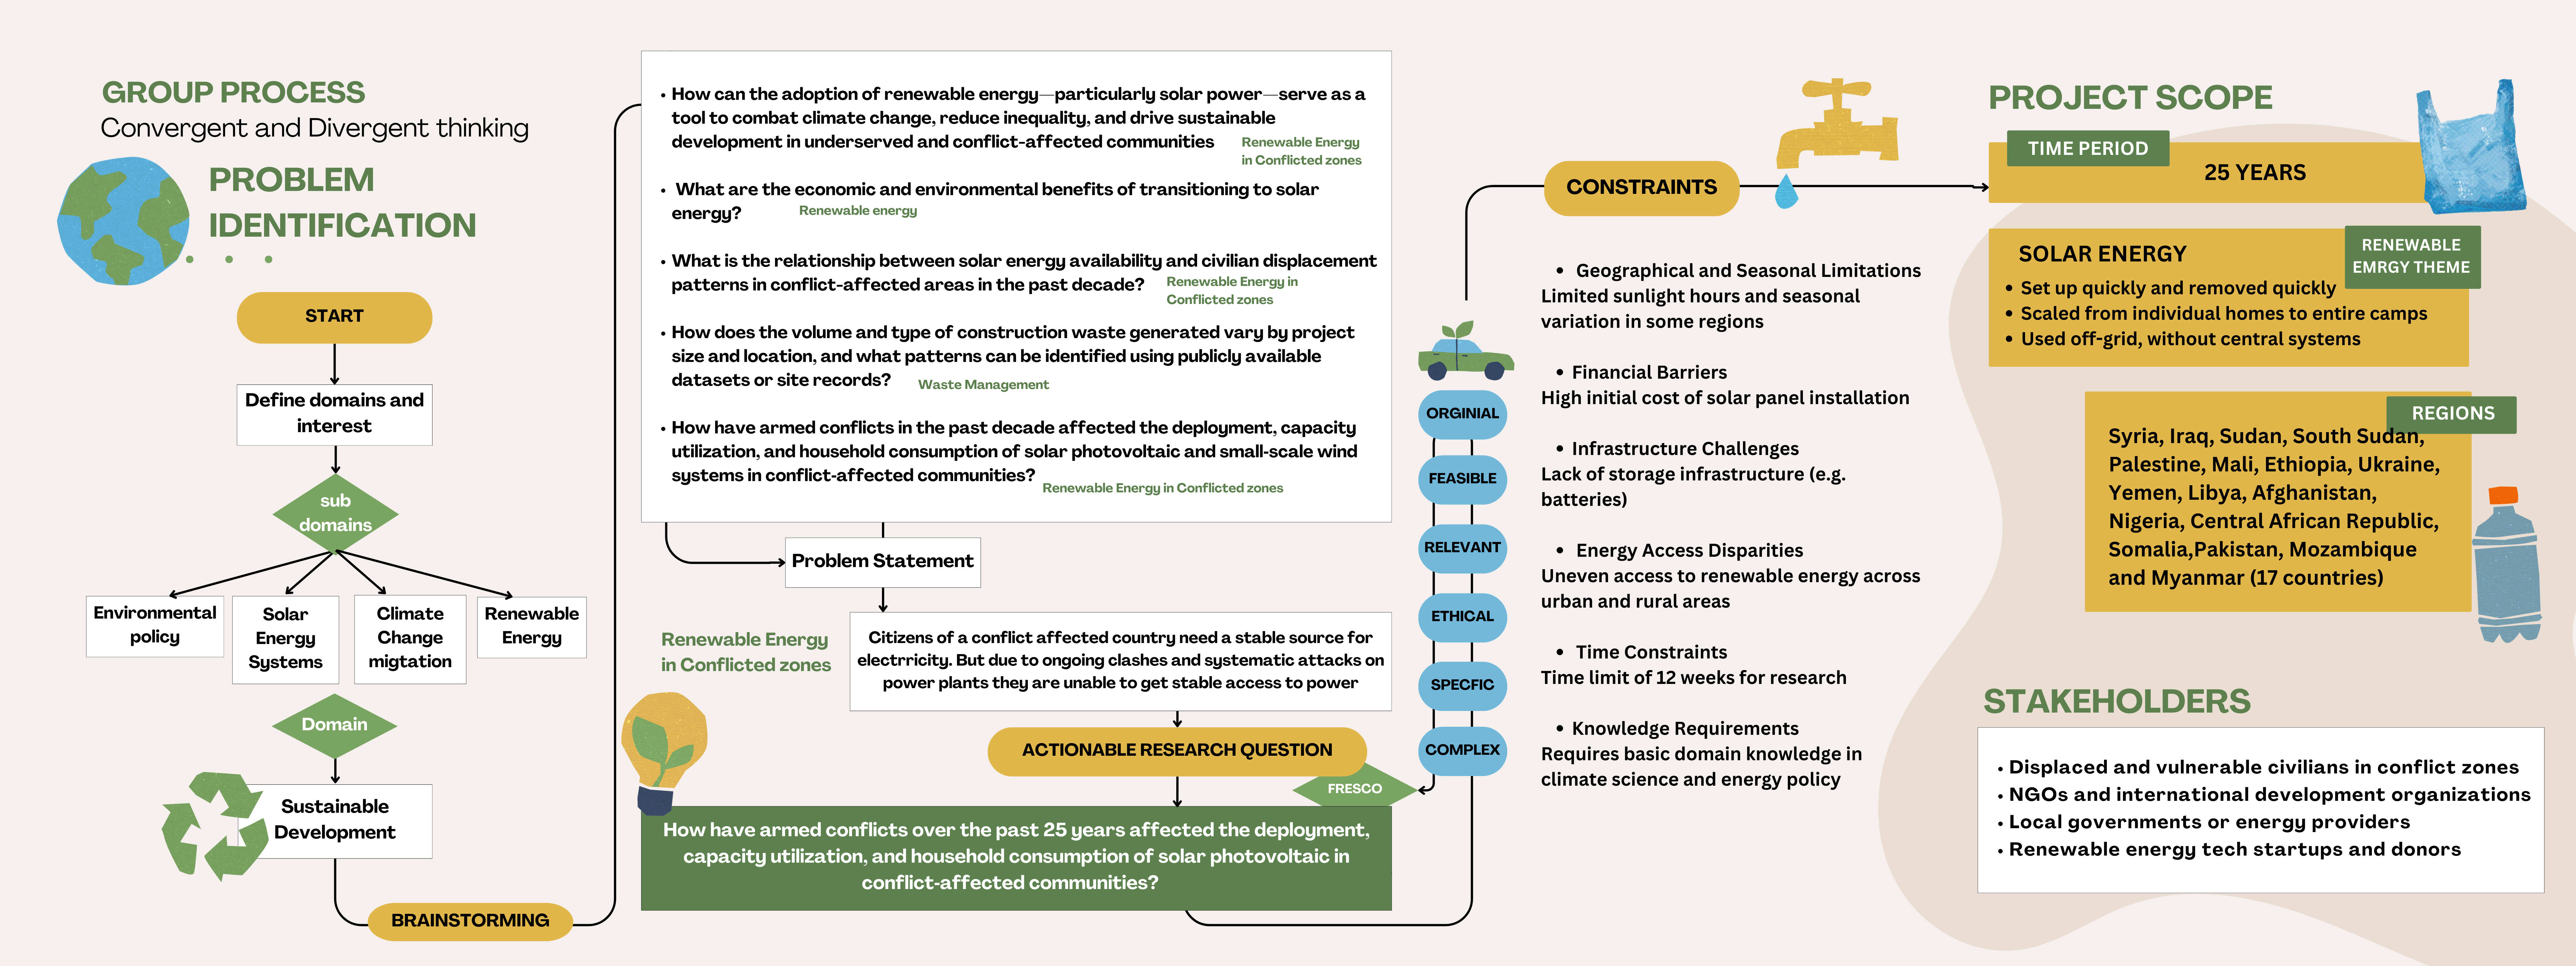 GROUP PROCESS
Convergent and Divergent thinking
PROBLEM
IDENTIFICATION
START
Define domains and
interest
sub
domains
Environmental
policy
Solar
Energy
Systems
Climate
Change
migtation
Renewable
Energy
Domain
Sustainable
Development
BRAINSTORMING
• How can the adoption of renewable energy—particularly solar power—serve as a
tool to combat climate change, reduce inequality, and drive sustainable
development in underserved and conflict-affected communities
Renewable Energy
in Conflicted zones
• What are the economic and environmental benefits of transitioning to solar
energy?
Renewable energy
• What is the relationship between solar energy availability and civilian displacement
patterns in conflict-affected areas in the past decade?
Renewable Energy in
Conflicted zones
• How does the volume and type of construction waste generated vary by project
size and location, and what patterns can be identified using publicly available
datasets or site records?
Waste Management
• How have armed conflicts in the past decade affected the deployment, capacity
utilization, and household consumption of solar photovoltaic and small-scale wind
systems in conflict-affected communities?
Renewable Energy in Conflicted zones
Problem Statement
Renewable Energy
in Conflicted zones
Citizens of a conflict affected country need a stable source for
electrricity. But due to ongoing clashes and systematic attacks on
power plants they are unable to get stable access to power
ACTIONABLE RESEARCH QUESTION
FRESCO
How have armed conflicts over the past 25 years affected the deployment,
capacity utilization, and household consumption of solar photovoltaic in
conflict-affected communities?
ORGINIAL
FEASIBLE
RELEVANT
ETHICAL
SPECFIC
COMPLEX
CONSTRAINTS
• Geographical and Seasonal Limitations
Limited sunlight hours and seasonal
variation in some regions
• Financial Barriers
High initial cost of solar panel installation
• Infrastructure Challenges
Lack of storage infrastructure (e.g.
batteries)
• Energy Access Disparities
Uneven access to renewable energy across
urban and rural areas
• Time Constraints
Time limit of 12 weeks for research
• Knowledge Requirements
Requires basic domain knowledge in
climate science and energy policy
PROJECT SCOPE
TIME PERIOD
25 YEARS
SOLAR ENERGY
RENEWABLE
EMRGY THEME
• Set up quickly and removed quickly
• Scaled from individual homes to entire camps
• Used off-grid, without central systems
REGIONS
Syria, Iraq, Sudan, South Sudan,
Palestine, Mali, Ethiopia, Ukraine,
Yemen, Libya, Afghanistan,
Nigeria, Central African Republic,
Somalia,Pakistan, Mozambique
and Myanmar (17 countries)
STAKEHOLDERS
• Displaced and vulnerable civilians in conflict zones
• NGOs and international development organizations
• Local governments or energy providers
• Renewable energy tech startups and donors